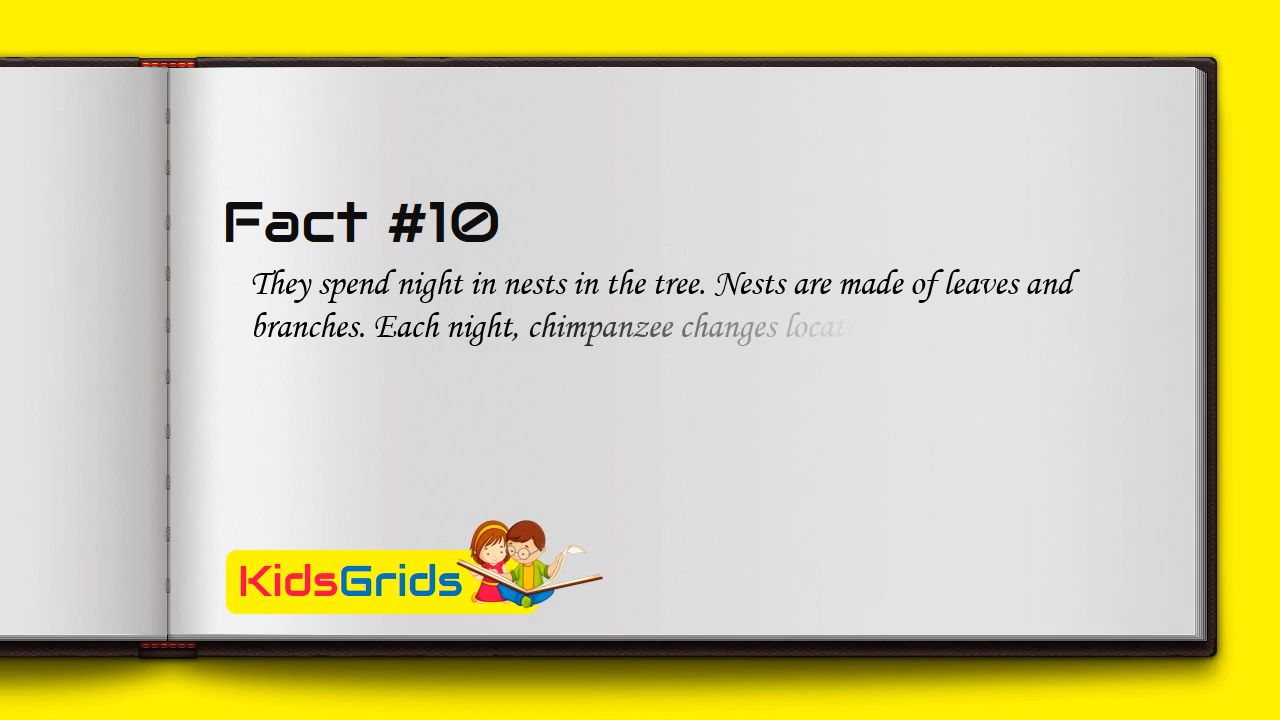 Fact #10
They spend night in nests in the tree. Nests are made of leaves and
branches. Each night, chimpanzee changes locat
KidsGrids